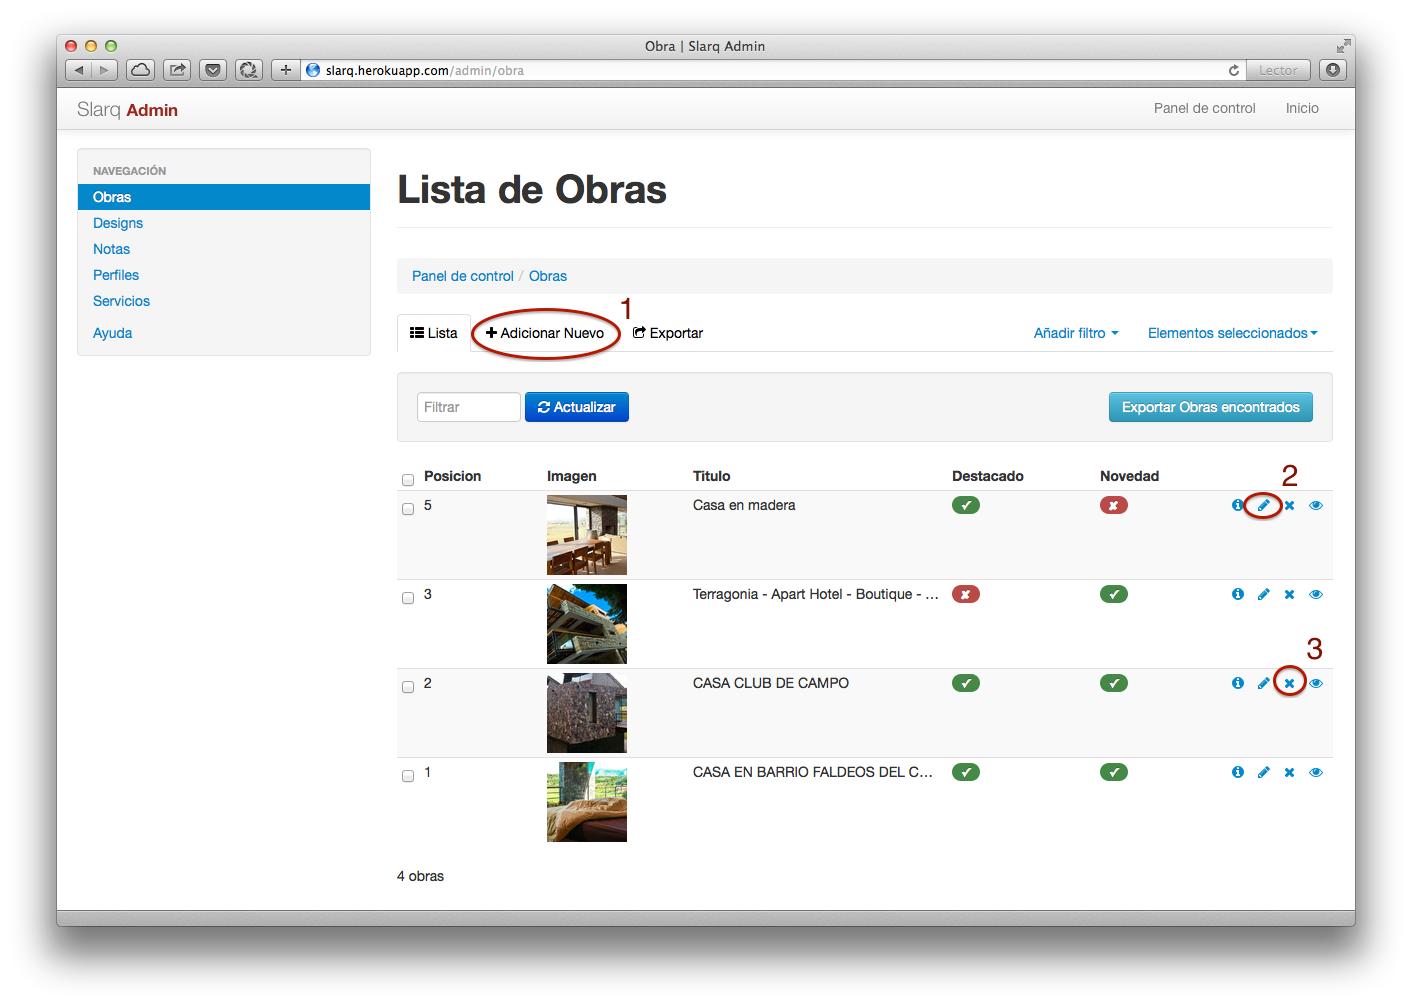 Obra | Slarq Admin
slarq.herokuapp.com/admin/obra
Lector
Slarq Admin
Panel de control
Inicio
NAVEGACIÓN
Obras
Designs
Notas
Perfiles
Servicios
Ayuda
Lista de Obras
Panel de control / Obras
1
Lista
Adicionar Nuevo
Exportar
Añadir filtro
Elementos seleccionados
Filtrar
Actualizar
Exportar Obras encontrados
Posicion Imagen Titulo Destacado Novedad
2
5 Casa en madera
3 Terragonia - Apart Hotel - Boutique - ...
3
2 CASA CLUB DE CAMPO
1 CASA EN BARRIO FALDEOS DEL C...
4 obras